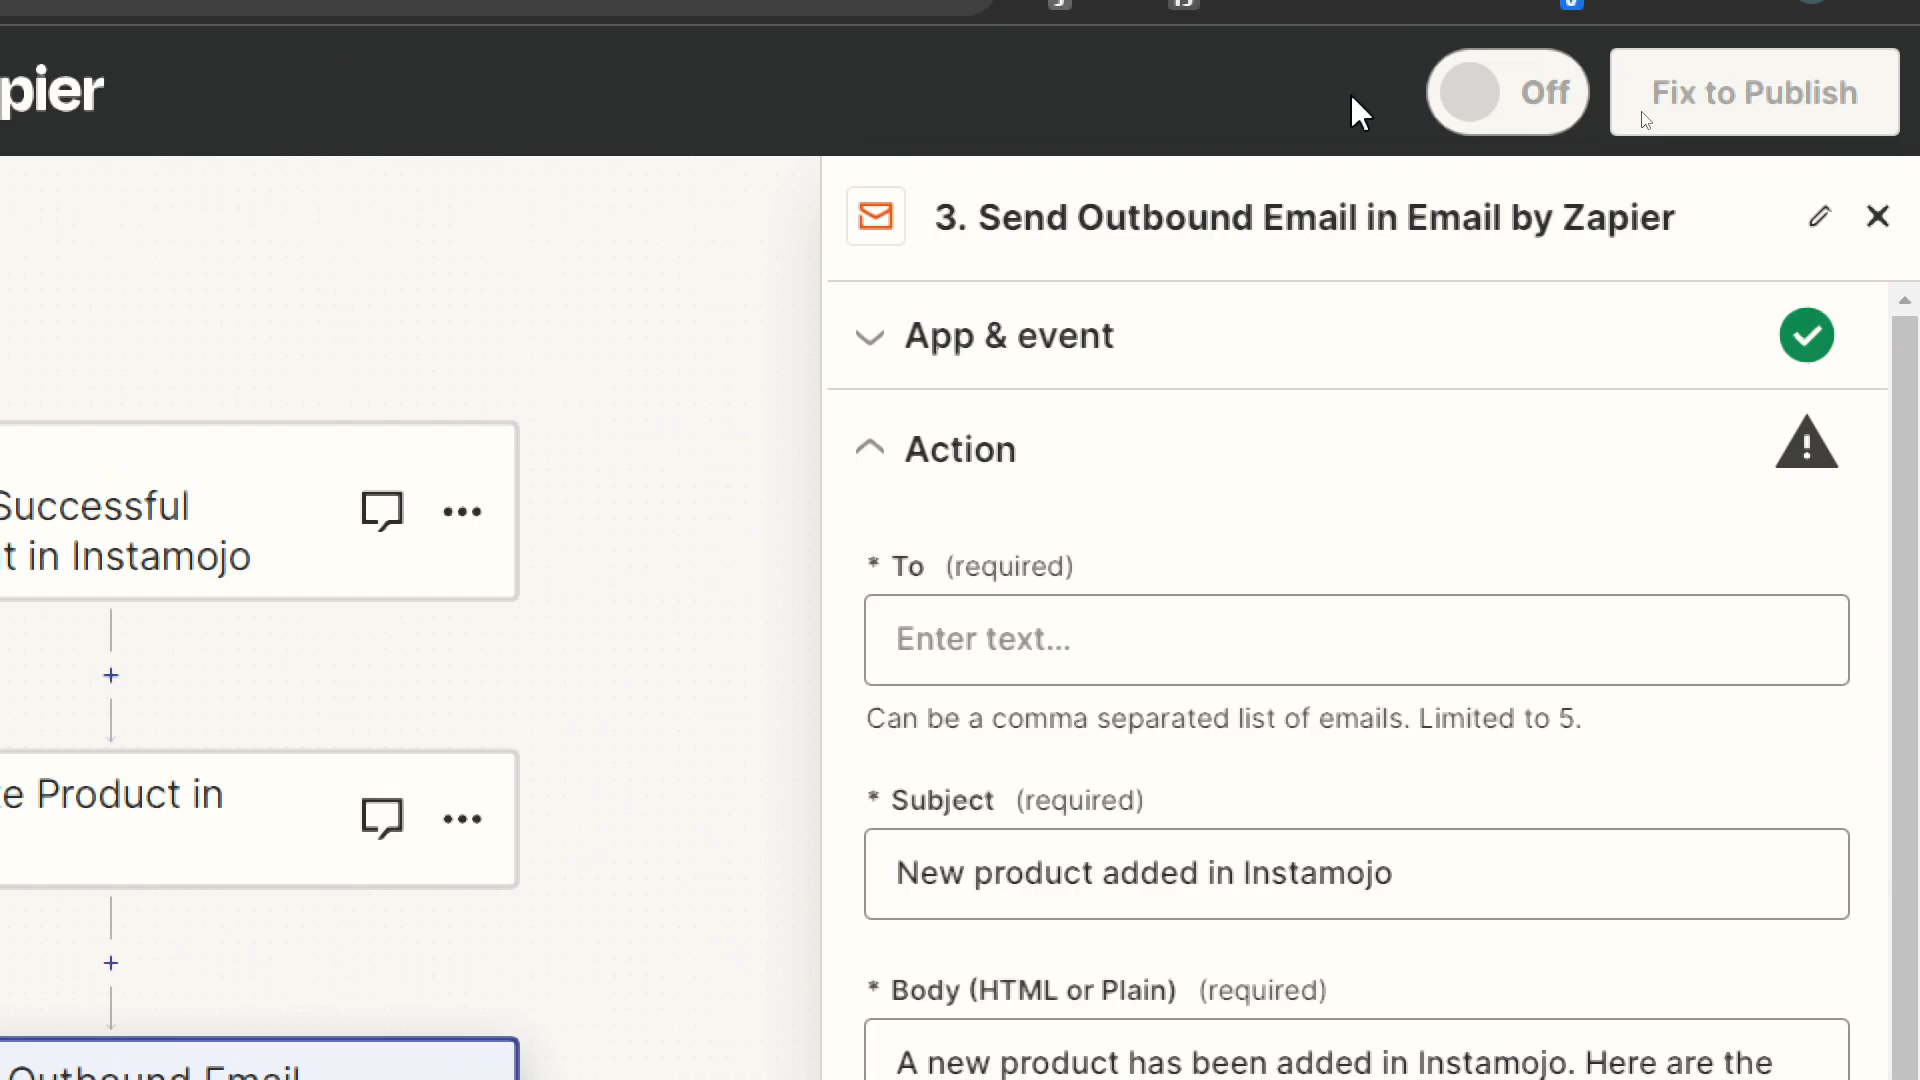 pier
Off
Fix to Publish
3. Send Outbound Email in Email by Zapier
App & event
Action
Successful
t in Instamojo
* To (required)
Enter text...
Can be a comma separated list of emails. Limited to 5.
e Product in
* Subject (required)
New product added in Instamojo
* Body (HTML or Plain) (required)
A new product has been added in Instamojo. Here are the
Outbound Email